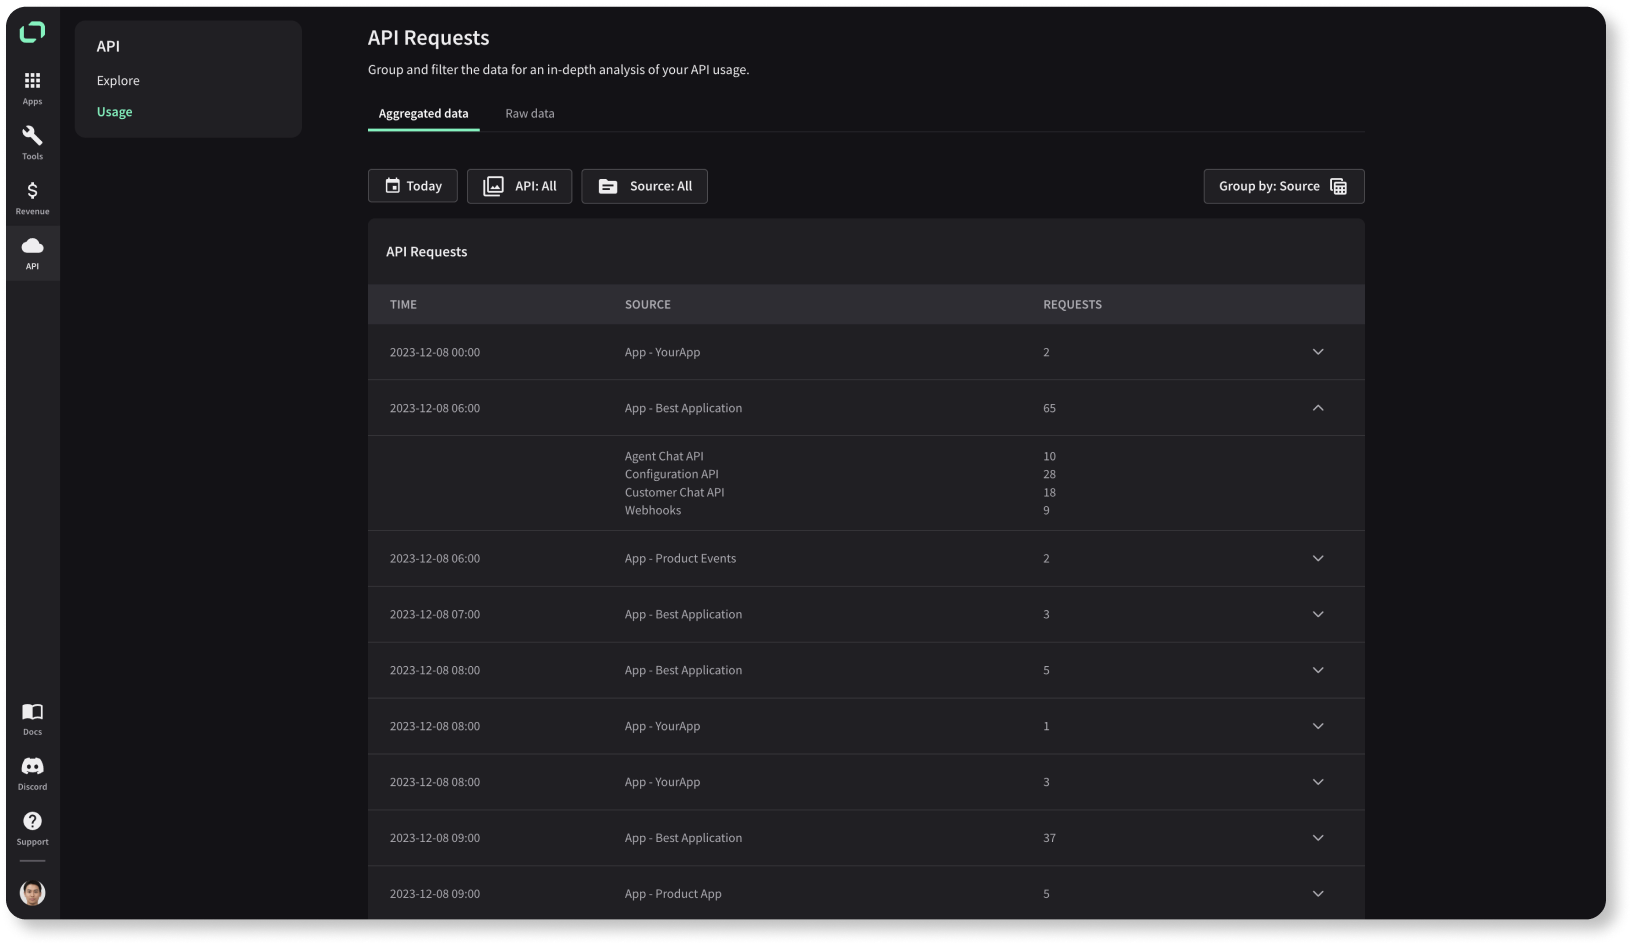 Apps
Tools
Revenue
API
Docs
Discord
Support
API
Explore
Usage
API Requests
Group and filter the data for an in-depth analysis of your API usage.
Aggregated data Raw data
Today API: All Source: All Group by: Source
API Requests
TIME SOURCE REQUESTS
2023-12-08 00:00 App - YourApp 2
2023-12-08 06:00 App - Best Application 65
Agent Chat API 10
Configuration API 28
Customer Chat API 18
Webhooks 9
2023-12-08 06:00 App - Product Events 2
2023-12-08 07:00 App - Best Application 3
2023-12-08 08:00 App - Best Application 5
2023-12-08 08:00 App - YourApp 1
2023-12-08 08:00 App - YourApp 3
2023-12-08 09:00 App - Best Application 37
2023-12-08 09:00 App - Product App 5